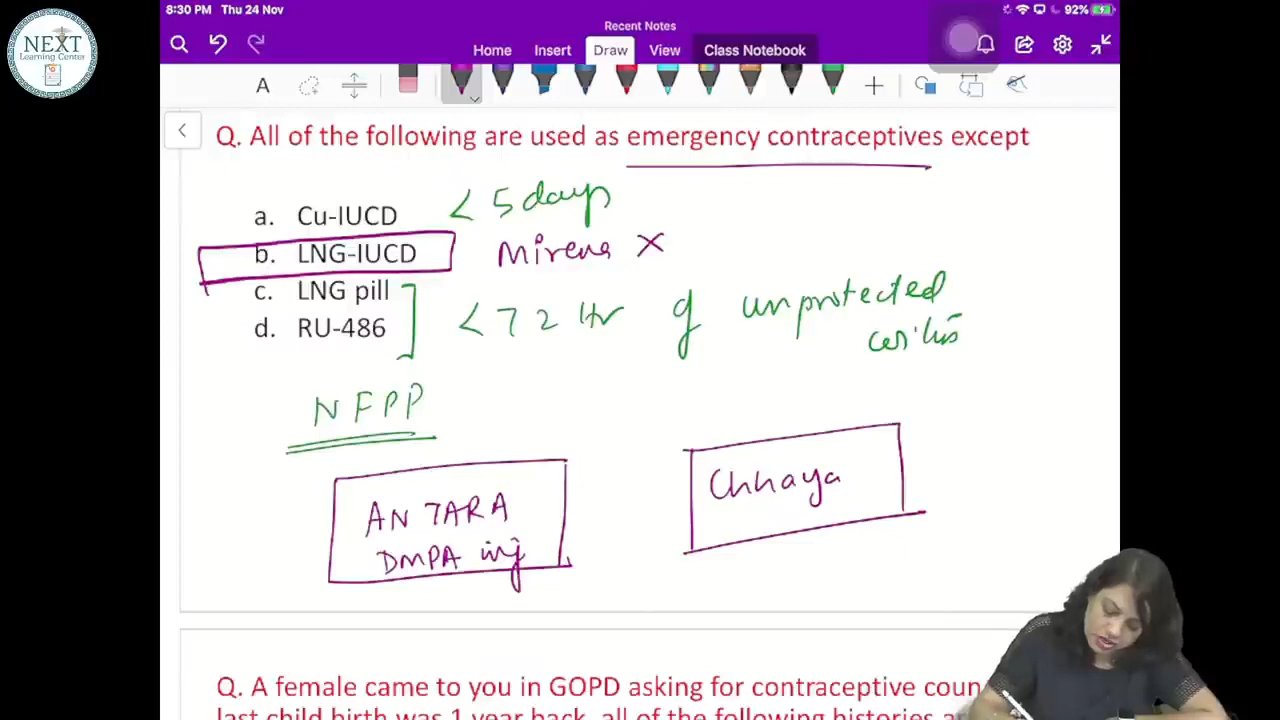 8:30 PM Thu 24 Nov
92%
NEXT
Learning Center
Recent Notes
Home Insert Draw View Class Notebook
A
Q. All of the following are used as emergency contraceptives except
a. Cu-IUCD < 5 days
b. LNG-IUCD Mirena X
c. LNG pill
d. RU-486 < 72 Hr of unprotected
NFPP
Chhaya
ANTARA
DMPA inj
Q. A female came to you in GOPD asking for contraceptive coun
last child birth was 1 year back, all of the following histories a